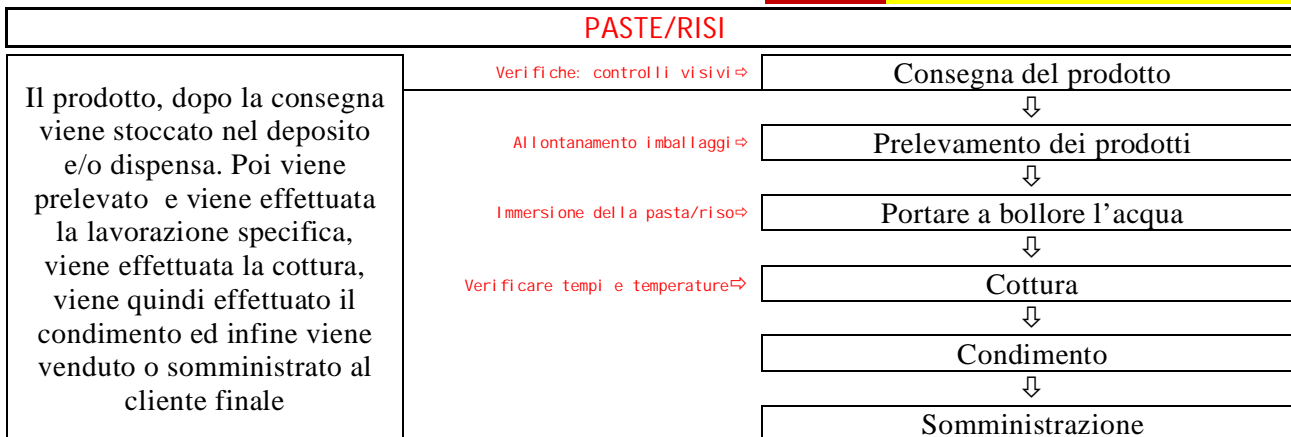 PASTE/RISI
Il prodotto, dopo la consegna
viene stoccato nel deposito
e/o dispensa. Poi viene
prelevato e viene effettuata
la lavorazione specifica,
viene effettuata la cottura,
viene quindi effettuato il
condimento ed infine viene
venduto o somministrato al
cliente finale
Verifiche: controlli visivi⇨
Consegna del prodotto
⇩
Allontanamento imballaggi⇨
Prelevamento dei prodotti
⇩
Immersione della pasta/riso⇨
Portare a bollore l’acqua
⇩
Verificare tempi e temperature⇨
Cottura
⇩
Condimento
⇩
Somministrazione